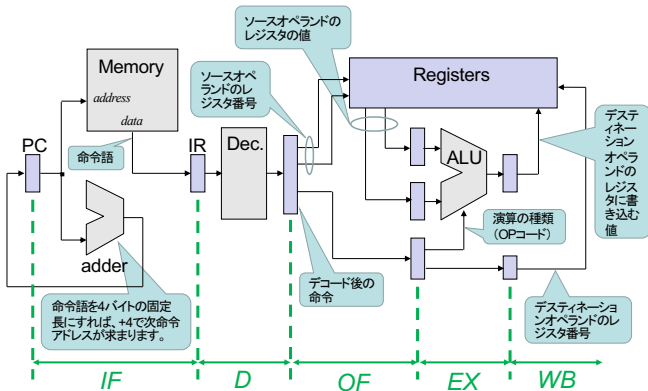 ソースオペランドの
レジスタの値
Memory
address
data
ソースオペ
ランドのレジ
スタ番号
Registers
PC
命令語
IR
Dec.
ALU
デスティ
ネーション
オペラン
ドのレジ
スタに書
き込む
値
adder
演算の種類
(OPコード)
命令語を4バイトの固定
長にすれば、+4で次命令
アドレスが求まります。
デコード後の
命令
デスティネーショ
ンオペランドのレ
ジスタ番号
IF
D
OF
EX
WB